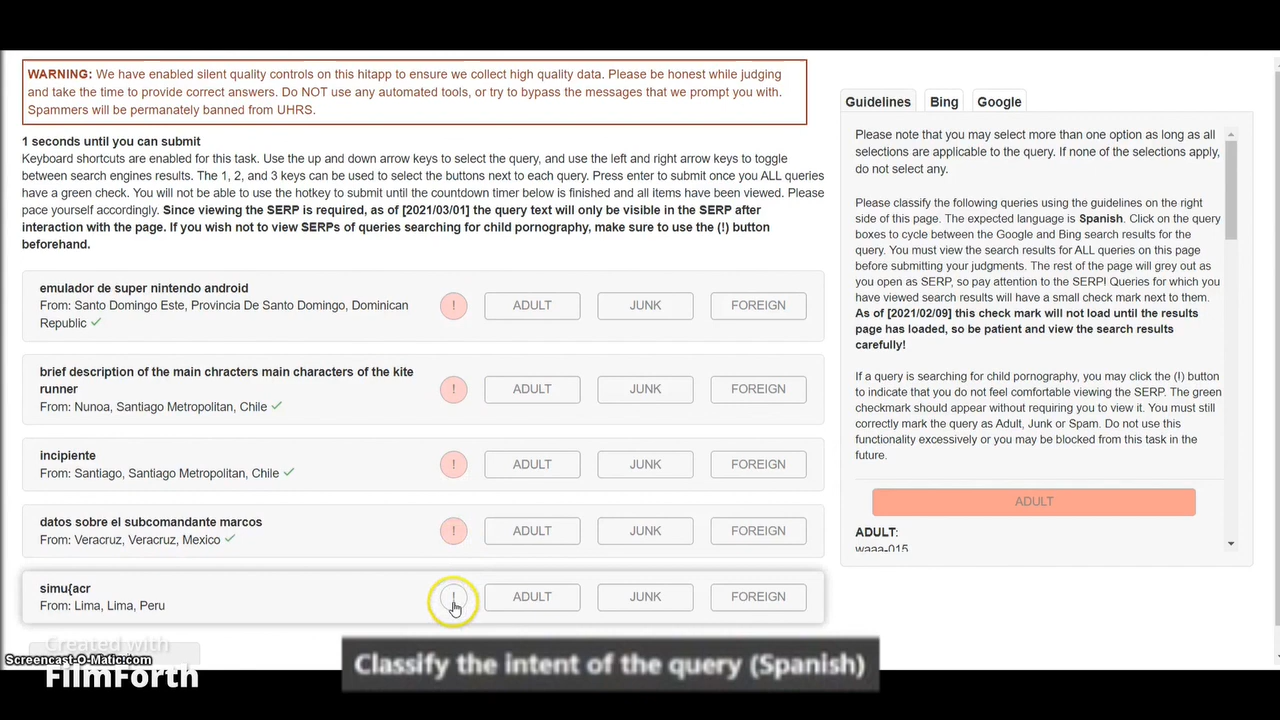 WARNING: We have enabled silent quality controls on this hitapp to ensure we collect high quality data. Please be honest while judging
and take the time to provide correct answers. Do NOT use any automated tools, or try to bypass the messages that we prompt you with.
Spammers will be permanately banned from UHRS.
1 seconds until you can submit
Keyboard shortcuts are enabled for this task. Use the up and down arrow keys to select the query, and use the left and right arrow keys to toggle
between search engines results. The 1, 2, and 3 keys can be used to select the buttons next to each query. Press enter to submit once you ALL queries
have a green check. You will not be able to use the hotkey to submit until the countdown timer below is finished and all items have been viewed. Please
pace yourself accordingly. Since viewing the SERP is required, as of [2021/03/01] the query text will only be visible in the SERP after
interaction with the page. If you wish not to view SERPs of queries searching for child pornography, make sure to use the (!) button
beforehand.
emulador de super nintendo android
From: Santo Domingo Este, Provincia De Santo Domingo, Dominican
Republic
! ADULT JUNK FOREIGN
brief description of the main chracters main characters of the kite
runner
From: Nunoa, Santiago Metropolitan, Chile
! ADULT JUNK FOREIGN
incipiente
From: Santiago, Santiago Metropolitan, Chile
! ADULT JUNK FOREIGN
datos sobre el subcomandante marcos
From: Veracruz, Veracruz, Mexico
! ADULT JUNK FOREIGN
simu{acr
From: Lima, Lima, Peru
! ADULT JUNK FOREIGN
Guidelines Bing Google
Please note that you may select more than one option as long as all
selections are applicable to the query. If none of the selections apply,
do not select any.
Please classify the following queries using the guidelines on the right
side of this page. The expected language is Spanish. Click on the query
boxes to cycle between the Google and Bing search results for the
query. You must view the search results for ALL queries on this page
before submitting your judgments. The rest of the page will grey out as
you open as SERP, so pay attention to the SERP! Queries for which you
have viewed search results will have a small check mark next to them.
As of [2021/02/09] this check mark will not load until the results
page has loaded, so be patient and view the search results
carefully!
If a query is searching for child pornography, you may click the (!) button
to indicate that you do not feel comfortable viewing the SERP. The green
checkmark should appear without requiring you to view it. You must still
correctly mark the query as Adult, Junk or Spam. Do not use this
functionality excessively or you may be blocked from this task in the
future.
ADULT
ADULT:
waaa-015
Created with
Screencast-O-Matic.com
FilmForth
Classify the intent of the query (Spanish)